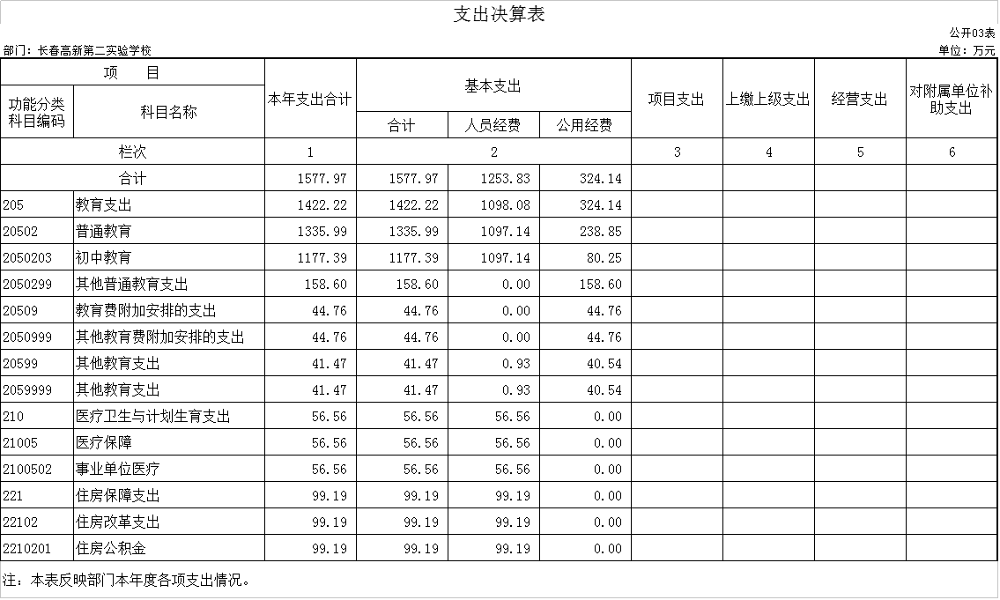 支出决算表
公开03表
部门：长春高新第二实验学校 单位：万元
项 目 本年支出合计 基本支出 项目支出 上缴上级支出 经营支出 对附属单位补助支出
功能分类科目编码 科目名称 合计 人员经费 公用经费
栏次 1 2 3 4 5 6
合计 1577.97 1577.97 1253.83 324.14
205 教育支出 1422.22 1422.22 1098.08 324.14
20502 普通教育 1335.99 1335.99 1097.14 238.85
2050203 初中教育 1177.39 1177.39 1097.14 80.25
2050299 其他普通教育支出 158.60 158.60 0.00 158.60
20509 教育费附加安排的支出 44.76 44.76 0.00 44.76
2050999 其他教育费附加安排的支出 44.76 44.76 0.00 44.76
20599 其他教育支出 41.47 41.47 0.93 40.54
2059999 其他教育支出 41.47 41.47 0.93 40.54
210 医疗卫生与计划生育支出 56.56 56.56 56.56 0.00
21005 医疗保障 56.56 56.56 56.56 0.00
2100502 事业单位医疗 56.56 56.56 56.56 0.00
221 住房保障支出 99.19 99.19 99.19 0.00
22102 住房改革支出 99.19 99.19 99.19 0.00
2210201 住房公积金 99.19 99.19 99.19 0.00
注：本表反映部门本年度各项支出情况。